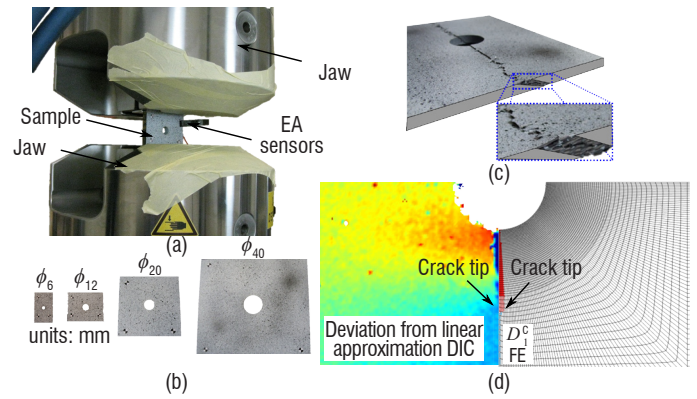 Jaw
Sample
EA
sensors
Jaw
(a)
ϕ6
ϕ12
ϕ20
ϕ40
units: mm
(b)
(c)
Crack tip
Crack tip
Deviation from linear
approximation DIC
D1c
FE
(d)